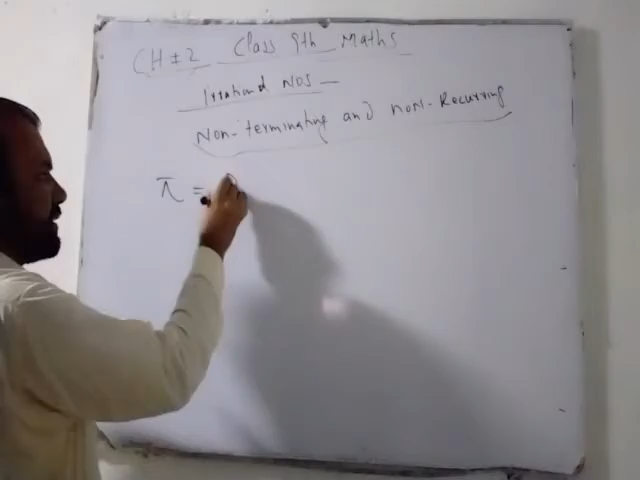 CH # 2 Class 9th Maths
Irrational NOS —
Non-terminating and non-Recurring
π =